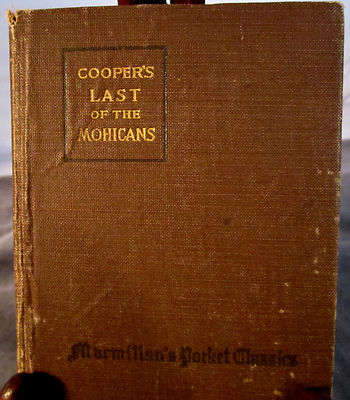 COOPER'S
LAST
OF THE
MOHICANS
Macmillan's Pocket Classics